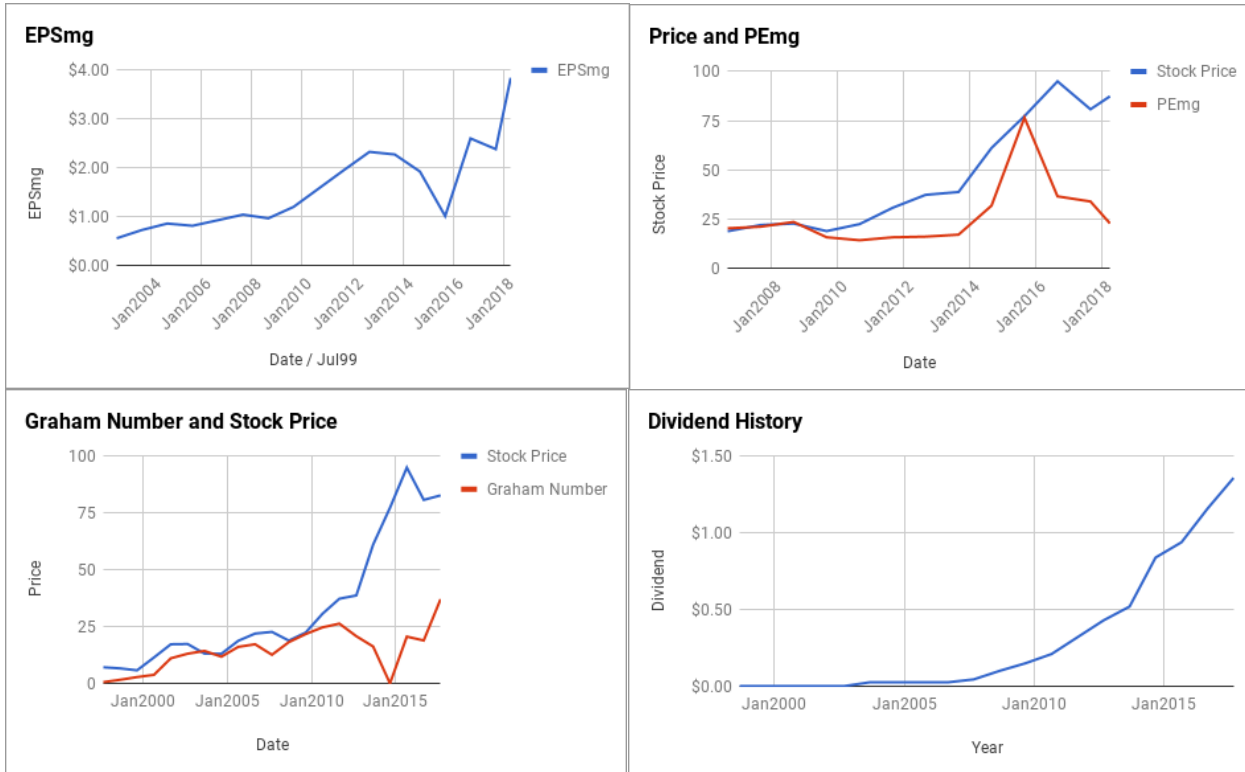 EPSmg
EPSmg
$4.00
$3.00
$2.00
$1.00
$0.00
EPSmg
Jan2004
Jan2006
Jan2008
Jan2010
Jan2012
Jan2014
Jan2016
Jan2018
Date / Jul99
Price and PEmg
Stock Price
PEmg
100
75
50
25
0
Stock Price
Jan2008
Jan2010
Jan2012
Jan2014
Jan2016
Jan2018
Date
Graham Number and Stock Price
Stock Price
Graham Number
100
75
50
25
0
Price
Jan2000
Jan2005
Jan2010
Jan2015
Date
Dividend History
$1.50
$1.00
$0.50
$0.00
Dividend
Jan2000
Jan2005
Jan2010
Jan2015
Year